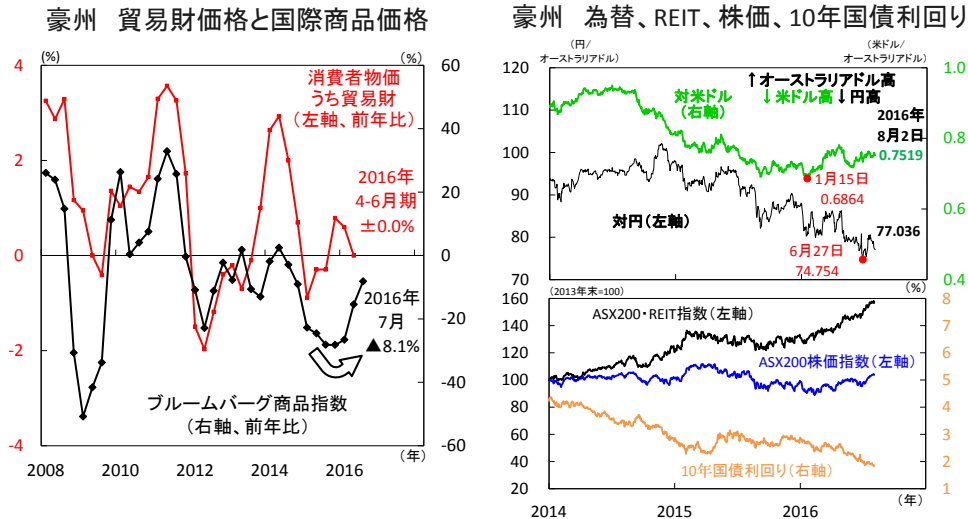 豪州　貿易財価格と国際商品価格
(%)
(%)
4
2
0
-2
-4
60
40
20
0
-20
-40
-60
消費者物価
うち貿易財
(左軸、前年比)
2016年
4-6月期
±0.0%
2016年
7月
▲8.1%
ブルームバーグ商品指数
(右軸、前年比)
(年)
2008
2010
2012
2014
2016
豪州　為替、REIT、株価、10年国債利回り
(円/
オーストラリアドル)
(米ドル/
オーストラリアドル)
120
110
100
90
80
70
1.0
0.8
0.6
0.4
↑オーストラリアドル高
↓米ドル高 ↓円高
対米ドル
(右軸)
2016年
8月2日
0.7519
1月15日
0.6864
対円(左軸)
77.036
6月27日
74.754
(2013年末=100)
(%)
160
140
120
100
80
60
40
20
8
7
6
5
4
3
2
1
ASX200・REIT指数(左軸)
ASX200株価指数(左軸)
10年国債利回り(右軸)
(年)
2014
2015
2016